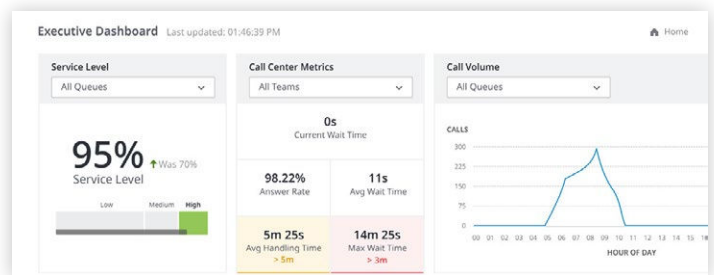 Executive Dashboard Last updated: 01:46:39 PM
Home
Service Level
All Queues
95%
Was 70%
Service Level
Low Medium High
Call Center Metrics
All Teams
0s
Current Wait Time
98.22%
Answer Rate
11s
Avg Wait Time
5m 25s
Avg Handling Time
> 5m
14m 25s
Max Wait Time
> 3m
Call Volume
All Queues
CALLS
300
225
150
75
0
00 01 02 03 04 05 06 07 08 09 10 11 12 13 14 15
HOUR OF DAY